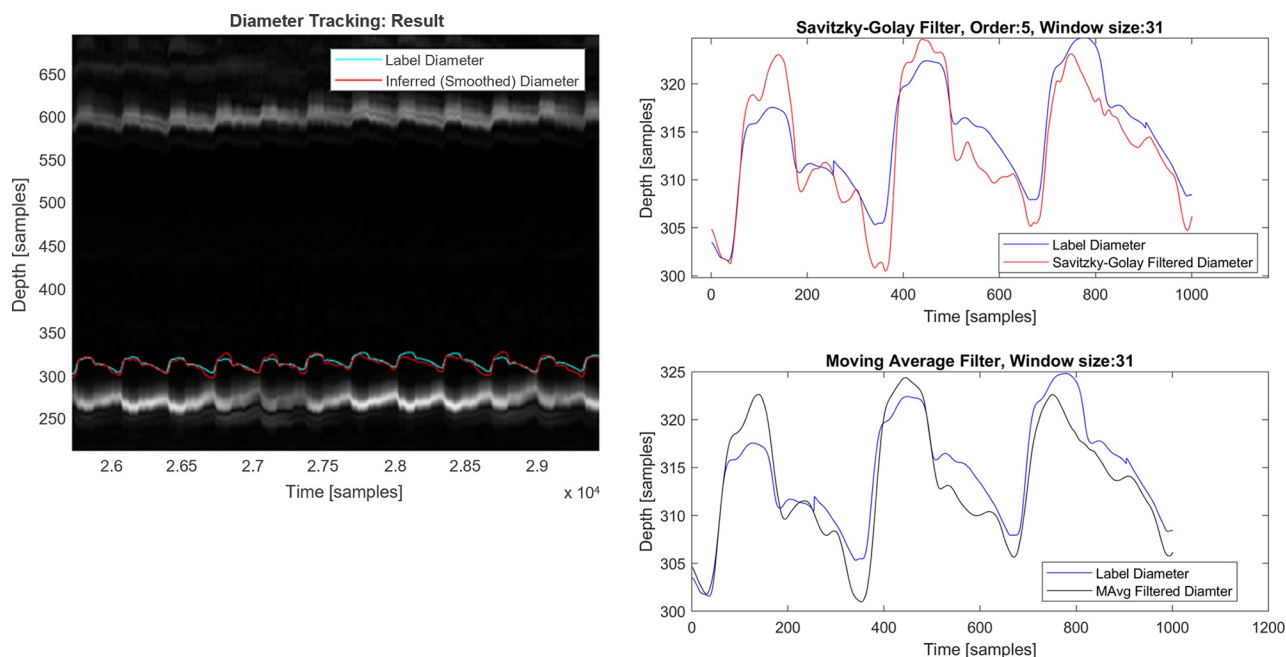 Diameter Tracking: Result
Label Diameter
Inferred (Smoothed) Diameter
Depth [samples]
650
600
550
500
450
400
350
300
250
2.6
2.65
2.7
2.75
2.8
2.85
2.9
Time [samples]
x 10⁴
Savitzky-Golay Filter, Order:5, Window size:31
Depth [samples]
320
315
310
305
300
Label Diameter
Savitzky-Golay Filtered Diameter
0
200
400
600
800
1000
Time [samples]
Moving Average Filter, Window size:31
Depth [samples]
325
320
315
310
305
300
Label Diameter
MAvg Filtered Diamter
0
200
400
600
800
1000
1200
Time [samples]